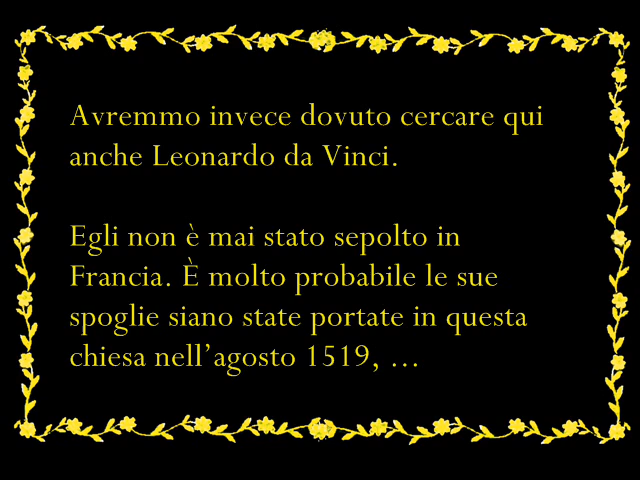 Avremmo invece dovuto cercare qui
anche Leonardo da Vinci.
Egli non è mai stato sepolto in
Francia. È molto probabile le sue
spoglie siano state portate in questa
chiesa nell’agosto 1519, ...